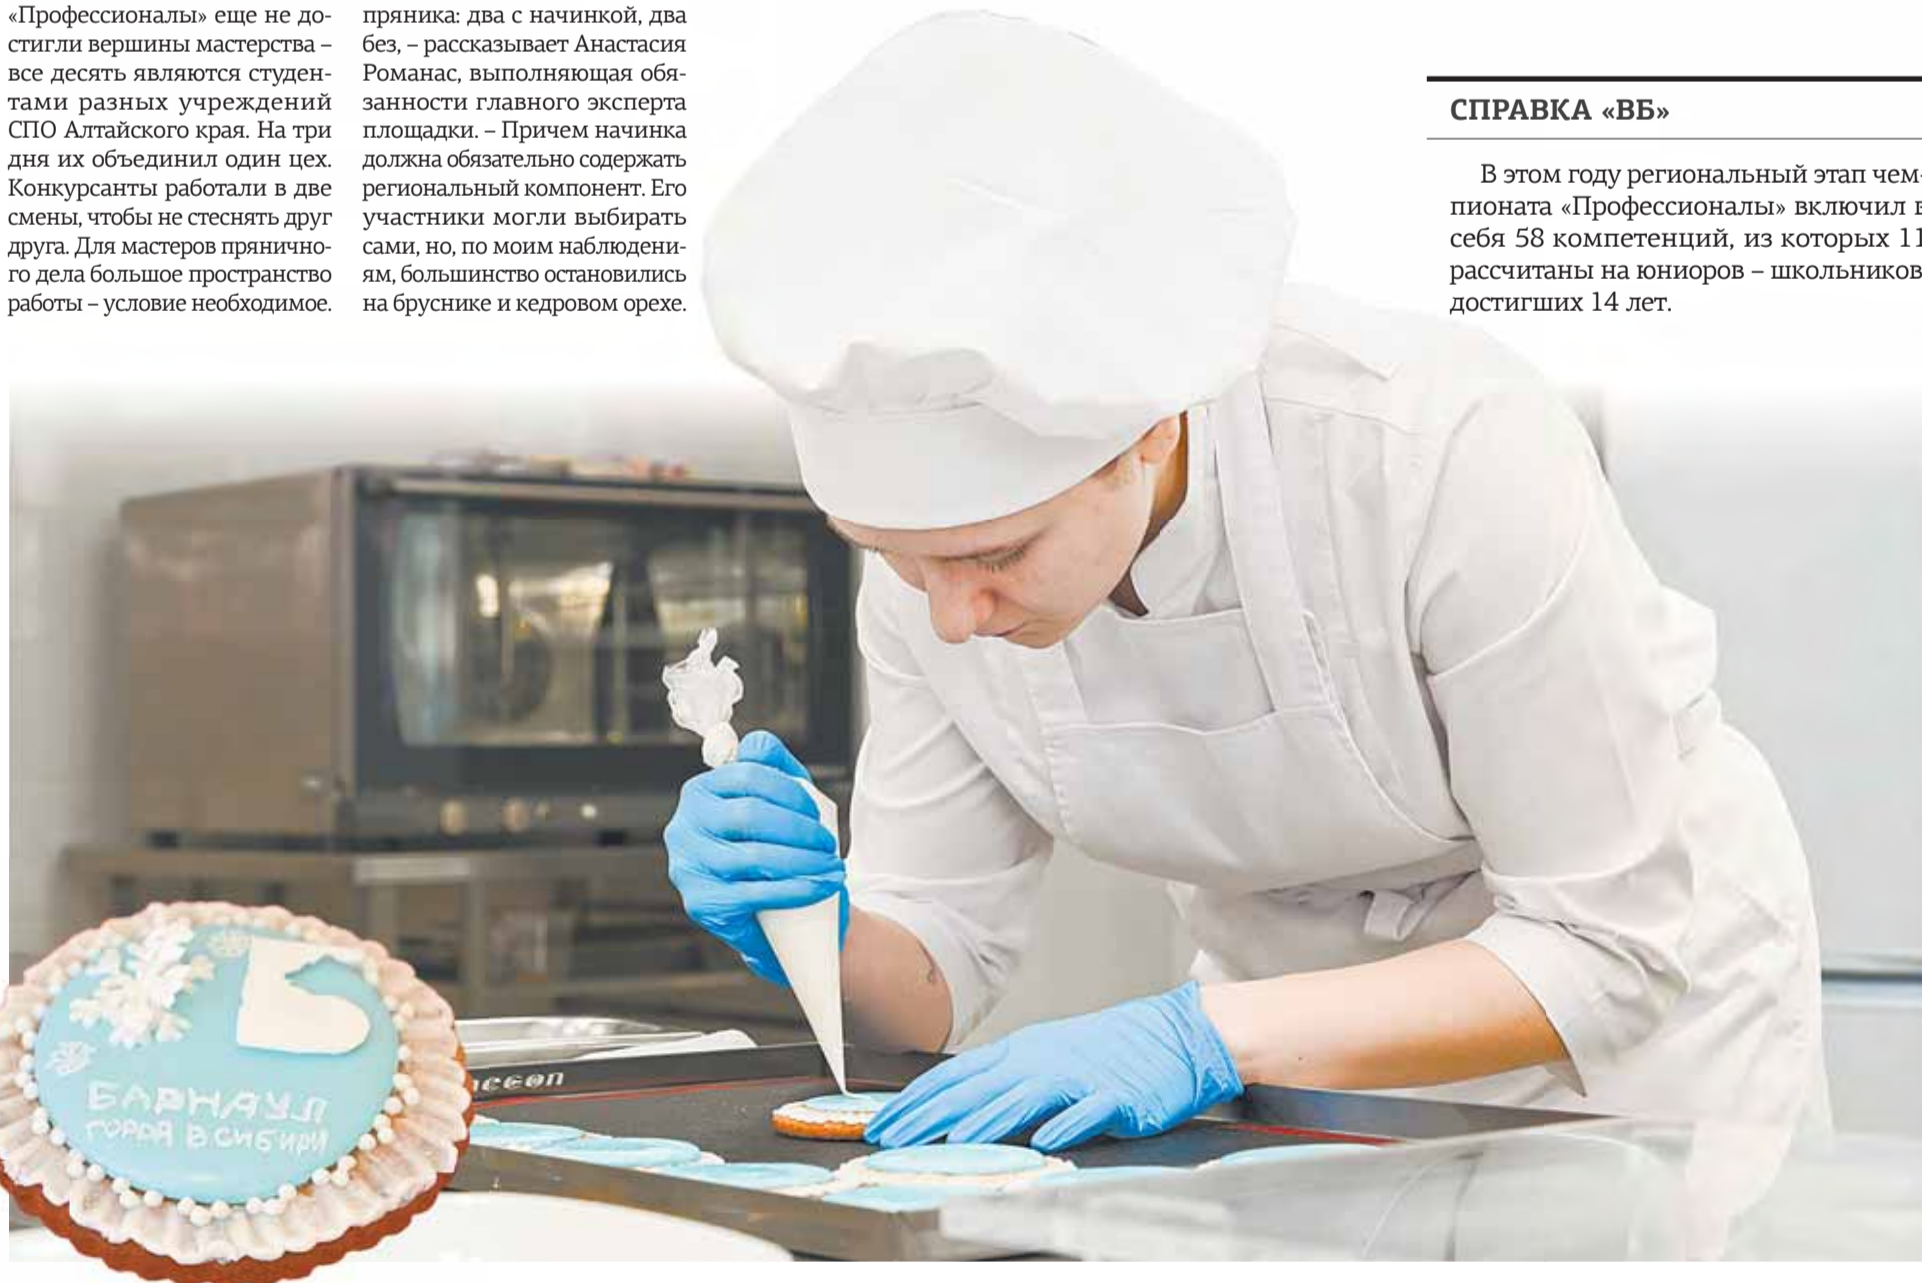 «Профессионалы» еще не до-
стигли вершины мастерства –
все десять являются студен-
тами разных учреждений
СПО Алтайского края. На три
дня их объединил один цех.
Конкурсанты работали в две
смены, чтобы не стеснять друг
друга. Для мастеров прянично-
го дела большое пространство
работы – условие необходимое.
пряника: два с начинкой, два
без, – рассказывает Анастасия
Романас, выполняющая обя-
занности главного эксперта
площадки. – Причем начинка
должна обязательно содержать
региональный компонент. Его
участники могли выбирать
сами, но, по моим наблюдени-
ям, большинство остановились
на бруснике и кедровом орехе.
СПРАВКА «ВБ»
В этом году региональный этап чем-
пионата «Профессионалы» включил в
себя 58 компетенций, из которых 11
рассчитаны на юниоров – школьников,
достигших 14 лет.
БАРНАУЛ
ГОРОД В СИБИРИ